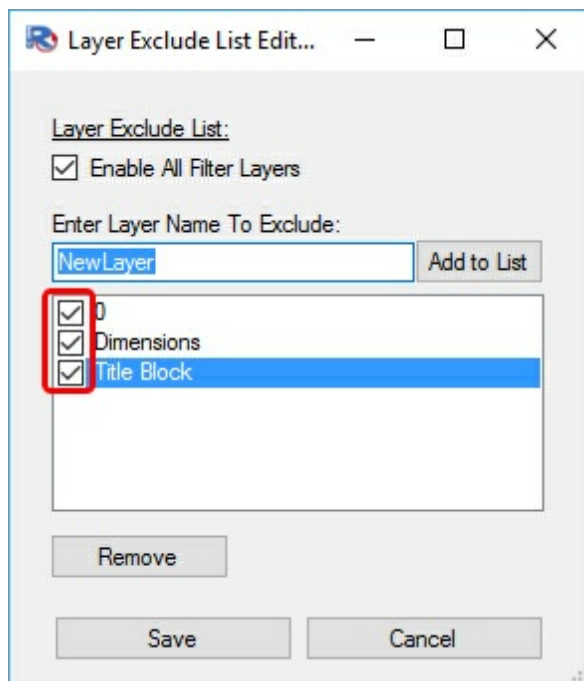 Layer Exclude List Edit...
Layer Exclude List:
Enable All Filter Layers
Enter Layer Name To Exclude:
NewLayer
Add to List
0
Dimensions
Title Block
Remove
Save
Cancel